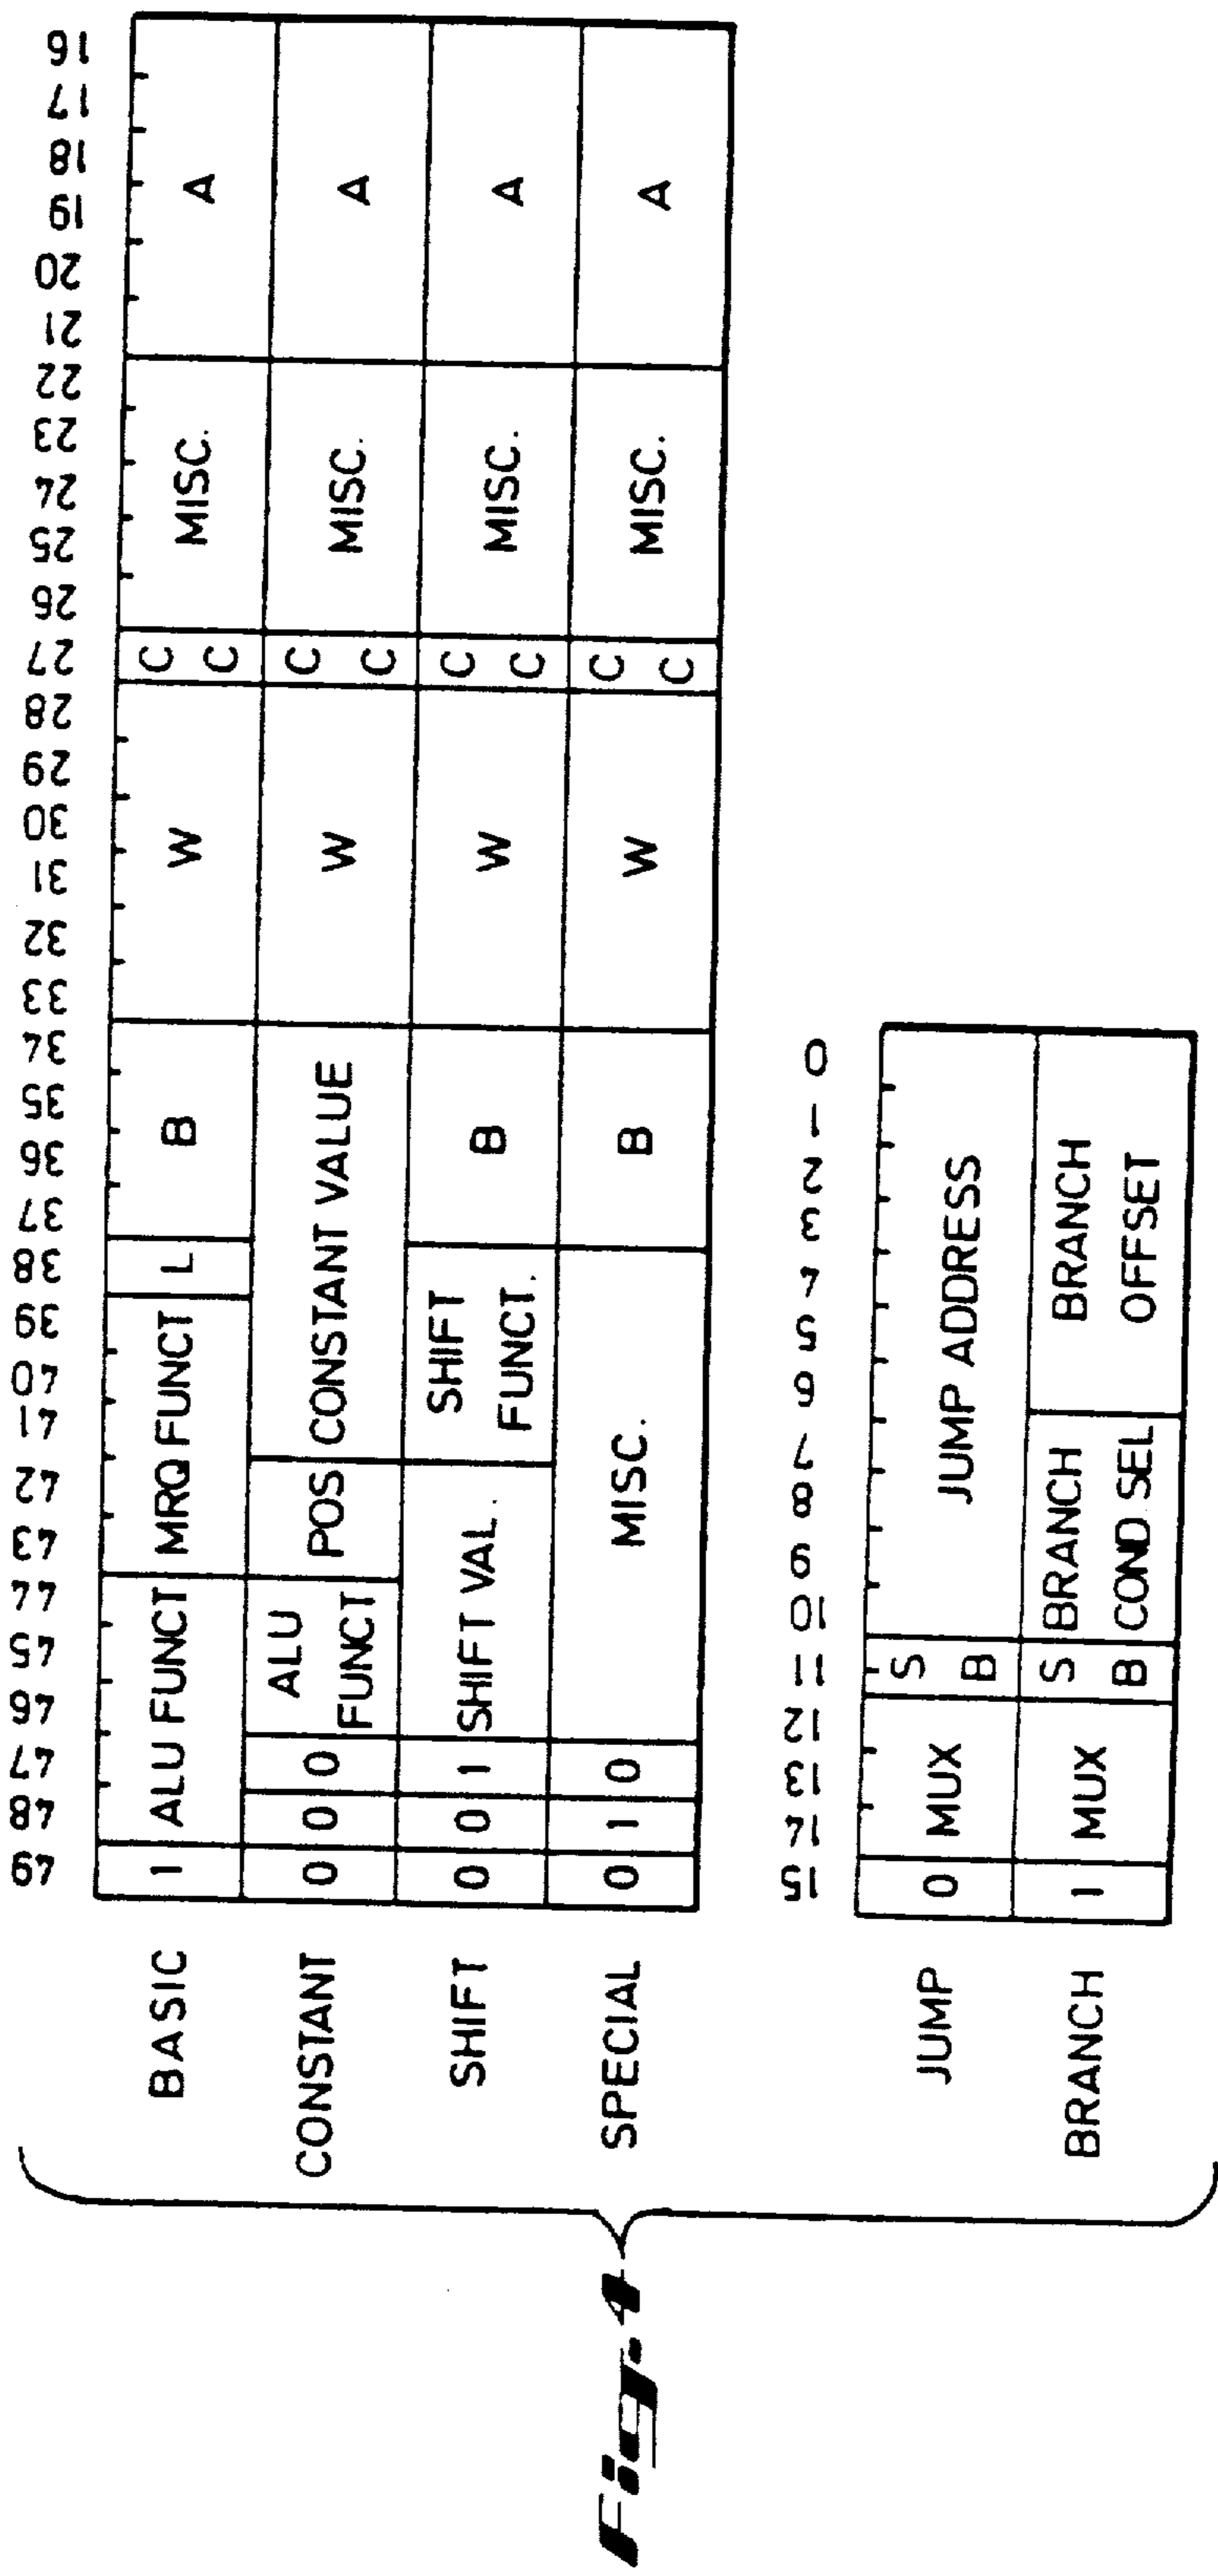 49 48 47 46 45 44 43 42 41 40 39 38 37 36 35 34 33 32 31 30 29 28 27 26 25 24 23 22 21 20 19 18 17 16
BASIC 1 ALU FUNCT MRQ FUNCT L B W C C MISC. A
CONSTANT 0 0 0 ALU FUNCT POS CONSTANT VALUE W C C MISC. A
SHIFT 0 0 1 SHIFT VAL. SHIFT FUNCT. B W C C MISC. A
SPECIAL 0 1 0 MISC. B W C C MISC. A
15 14 13 12 11 10 9 8 7 6 5 4 3 2 1 0
JUMP 0 MUX S B JUMP ADDRESS
BRANCH 1 MUX S B BRANCH COND. SEL BRANCH OFFSET
Fig-4